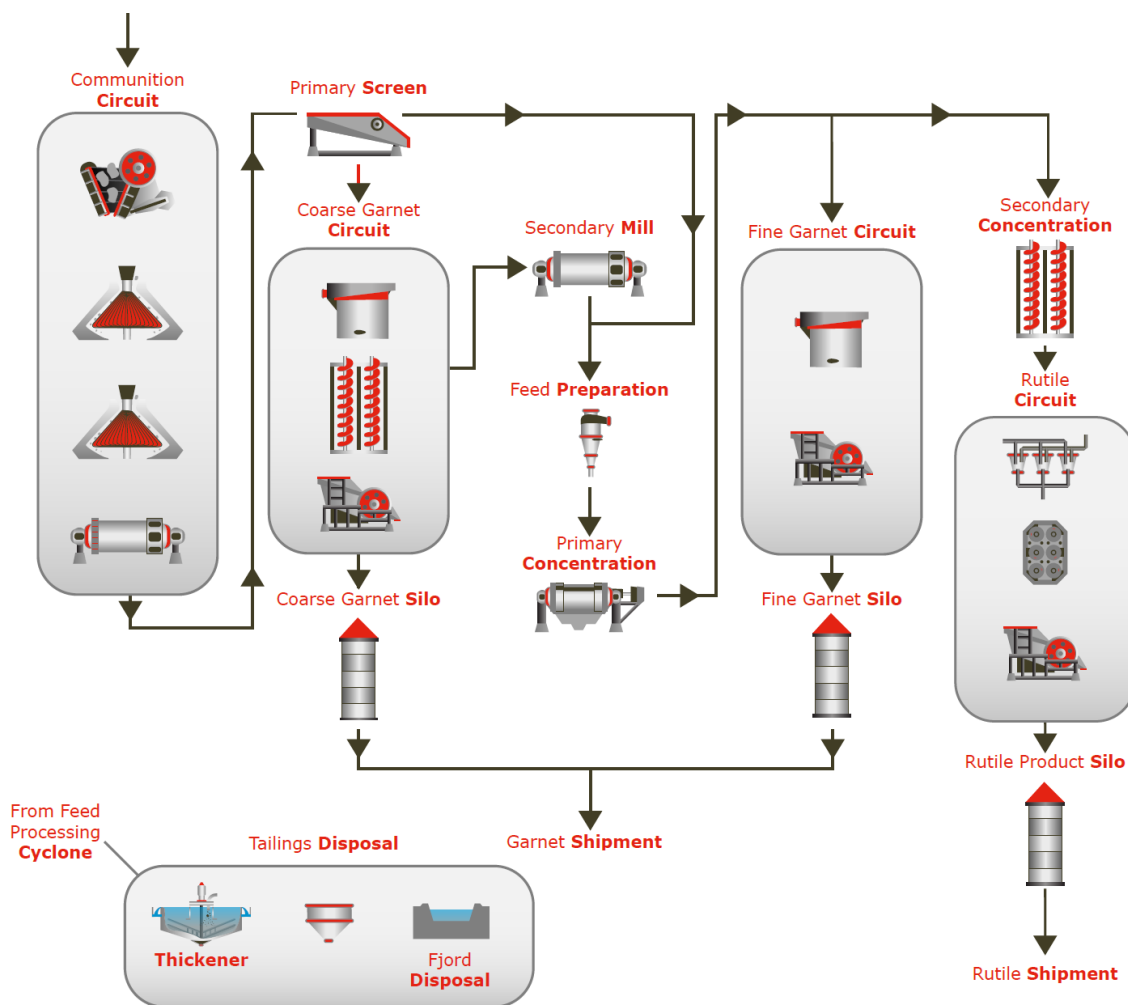 Communition
Circuit
Primary Screen
Coarse Garnet
Circuit
Secondary Mill
Fine Garnet Circuit
Secondary
Concentration
Feed Preparation
Rutile
Circuit
Primary
Concentration
Coarse Garnet Silo
Fine Garnet Silo
Rutile Product Silo
From Feed
Processing
Cyclone
Tailings Disposal
Garnet Shipment
Thickener
Fjord
Disposal
Rutile Shipment